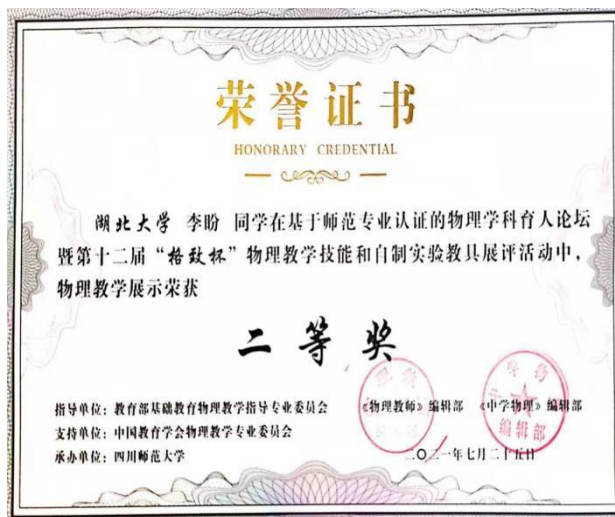 荣誉证书
HONORARY CREDENTIAL
湖北大学 李盼 同学在基于师范专业认证的物理学科育人论坛
暨第十二届“格致杯”物理教学技能和自制实验教具展评活动中，
物理教学展示荣获
二等奖
指导单位：教育部基础教育物理教学指导专业委员会 《物理教师》编辑部 《中学物理》编辑部
支持单位：中国教育学会物理教学专业委员会
承办单位：四川师范大学 二〇二一年七月二十五日
编辑部